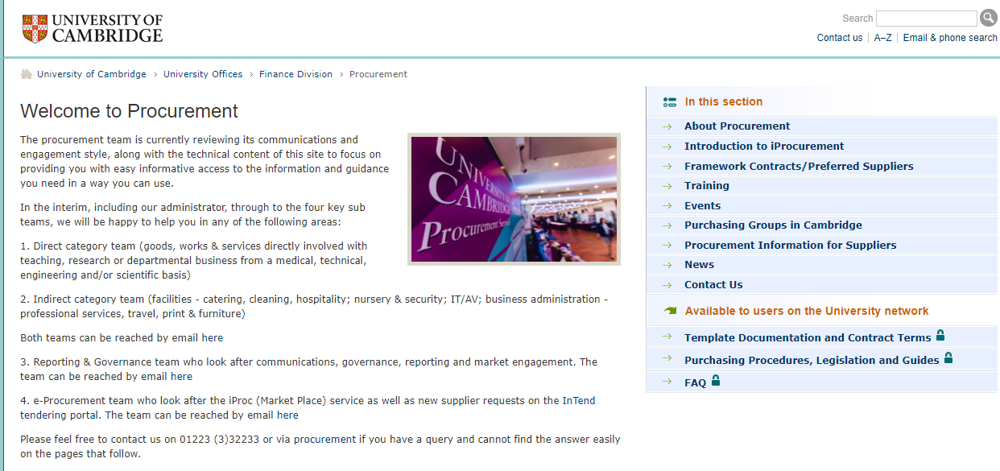 UNIVERSITY OF
CAMBRIDGE
Search
Contact us | A–Z | Email & phone search
University of Cambridge › University Offices › Finance Division › Procurement
Welcome to Procurement
The procurement team is currently reviewing its communications and
engagement style, along with the technical content of this site to focus on
providing you with easy informative access to the information and guidance
you need in a way you can use.
In the interim, including our administrator, through to the four key sub
teams, we will be happy to help you in any of the following areas:
1. Direct category team (goods, works & services directly involved with
teaching, research or departmental business from a medical, technical,
engineering and/or scientific basis)
UNIVERSITY OF
CAMBRIDGE
Procurement
2. Indirect category team (facilities - catering, cleaning, hospitality; nursery & security; IT/AV; business administration -
professional services, travel, print & furniture)
Both teams can be reached by email here
3. Reporting & Governance team who look after communications, governance, reporting and market engagement. The
team can be reached by email here
4. e-Procurement team who look after the iProc (Market Place) service as well as new supplier requests on the InTend
tendering portal. The team can be reached by email here
Please feel free to contact us on 01223 (3)32233 or via procurement if you have a query and cannot find the answer easily
on the pages that follow.
In this section
About Procurement
Introduction to iProcurement
Framework Contracts/Preferred Suppliers
Training
Events
Purchasing Groups in Cambridge
Procurement Information for Suppliers
News
Contact Us
Available to users on the University network
Template Documentation and Contract Terms
Purchasing Procedures, Legislation and Guides
FAQ